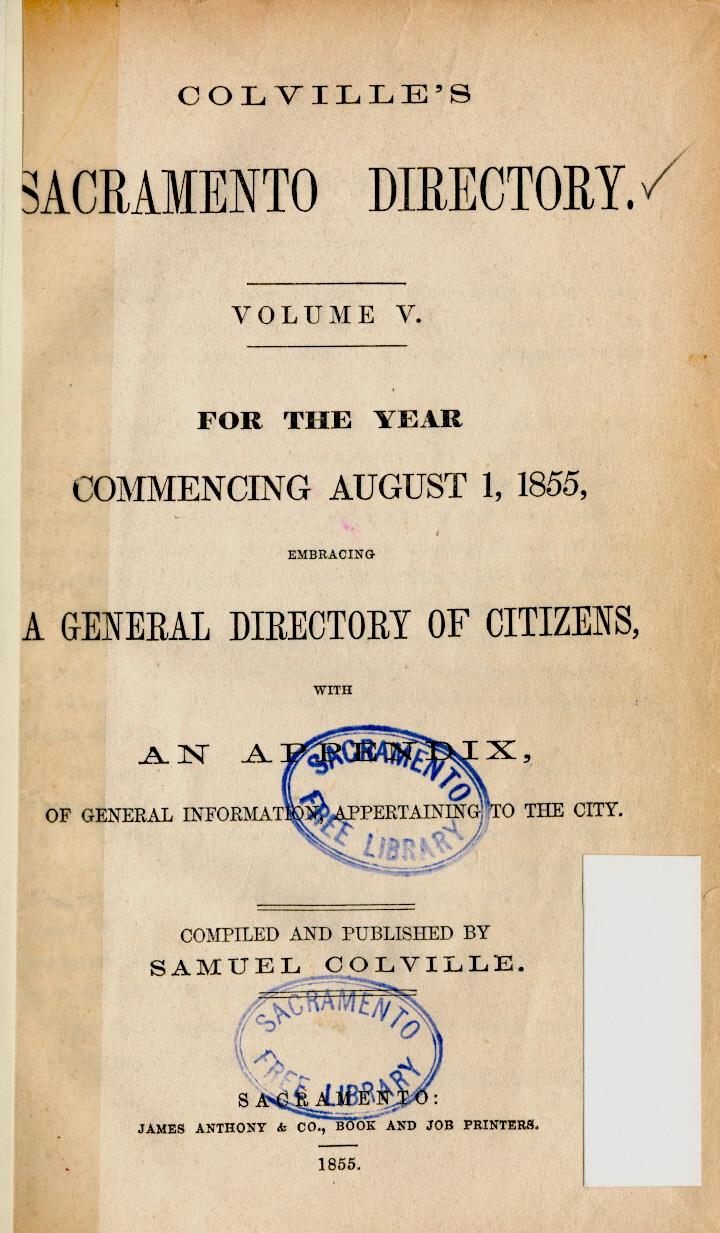 COLVILLE'S
SACRAMENTO DIRECTORY.
VOLUME V.
FOR THE YEAR
COMMENCING AUGUST 1, 1855,
EMBRACING
A GENERAL DIRECTORY OF CITIZENS,
WITH
AN APPENDIX,
SACRAMENTO
FREE LIBRARY
OF GENERAL INFORMATION, APPERTAINING TO THE CITY.
COMPILED AND PUBLISHED BY
SAMUEL COLVILLE.
SACRAMENTO
FREE LIBRARY
SACRAMENTO:
JAMES ANTHONY & CO., BOOK AND JOB PRINTERS.
1855.